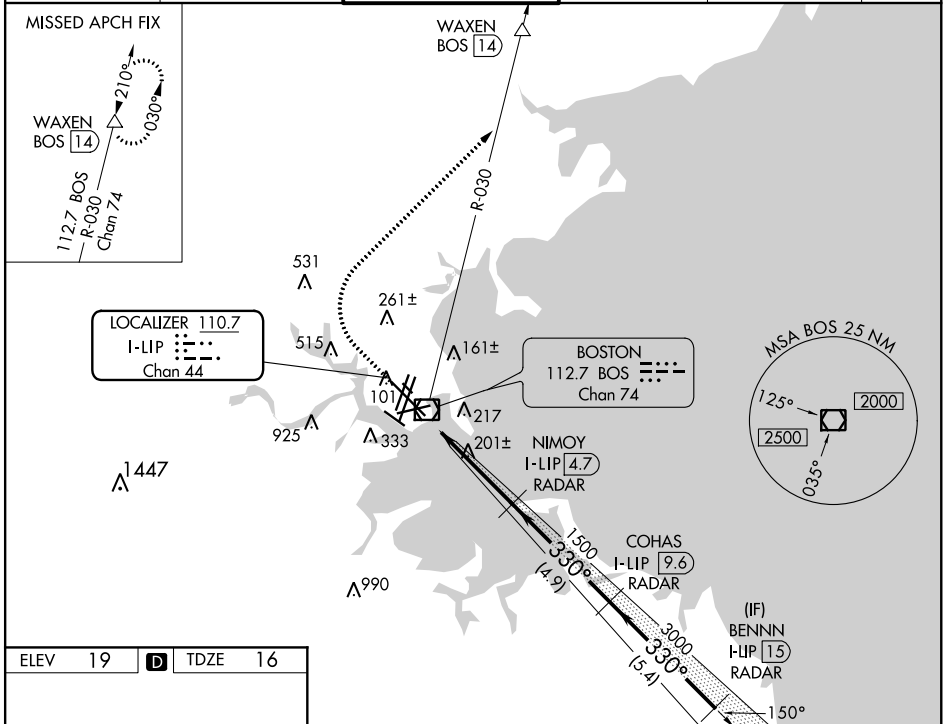 MISSED APCH FIX
210°
030°
WAXEN
BOS 14
112.7 BOS
R-030
Chan 74
WAXEN
BOS 14
R-030
531
261±
LOCALIZER 110.7
I-LIP
Chan 44
515
161±
BOSTON
112.7 BOS
Chan 74
101
217
925
333
201±
1447
NIMOY
I-LIP 4.7
RADAR
MSA BOS 25 NM
125°
2000
2500
035°
1500
330°
(4.9)
COHAS
I-LIP 9.6
RADAR
990
3000
330°
(5.4)
(IF)
BENNN
I-LIP 15
RADAR
150°
ELEV 19 D TDZE 16